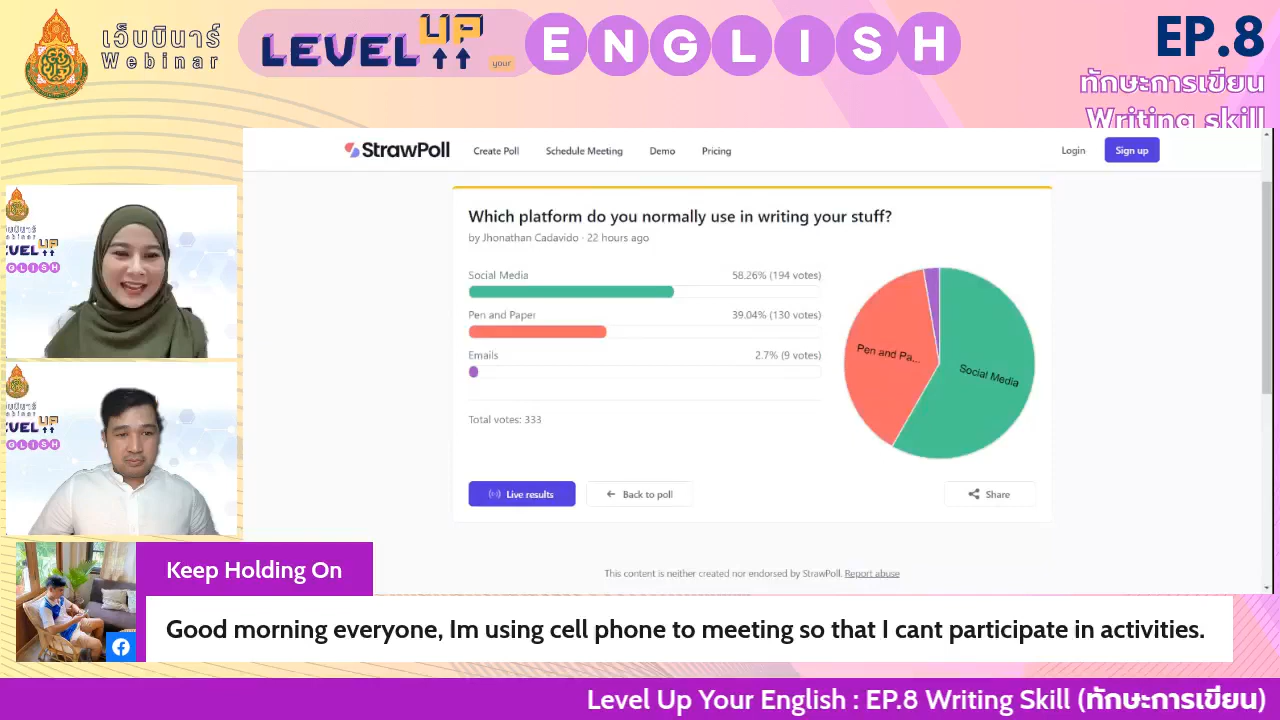 เว็บบินาร์
Webinar
LEVEL UP
your
ENGLISH
EP.8
ทักษะการเขียน
Writing skill
StrawPoll
Create Poll
Schedule Meeting
Demo
Pricing
Login
Sign up
Which platform do you normally use in writing your stuff?
by Jhonathan Cadavido · 22 hours ago
Social Media
58.26% (194 votes)
Pen and Paper
39.04% (130 votes)
Emails
2.7% (9 votes)
Total votes: 333
Pen and Pa...
Social Media
Live results
Back to poll
Share
This content is neither created nor endorsed by StrawPoll. Report abuse
Keep Holding On
Good morning everyone, Im using cell phone to meeting so that I cant participate in activities.
Level Up Your English : EP.8 Writing Skill (ทักษะการเขียน)